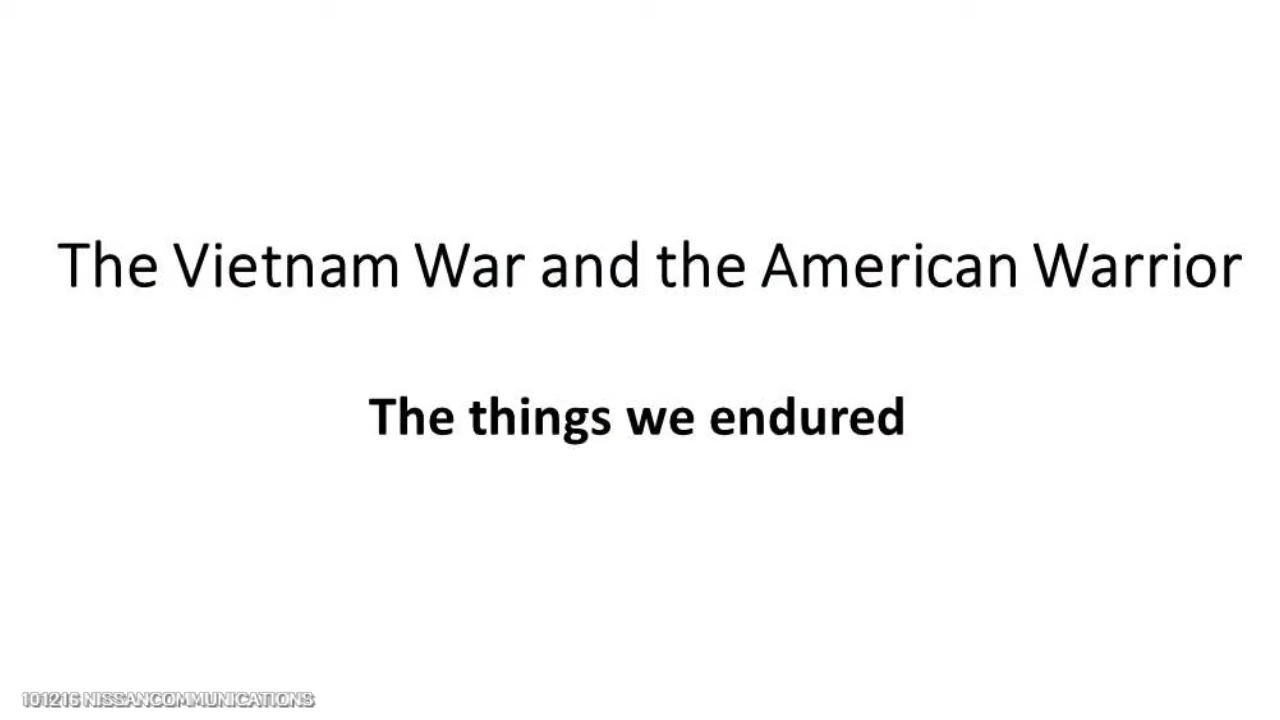 The Vietnam War and the American Warrior
The things we endured
101216 NISSANCOMMUNICATIONS